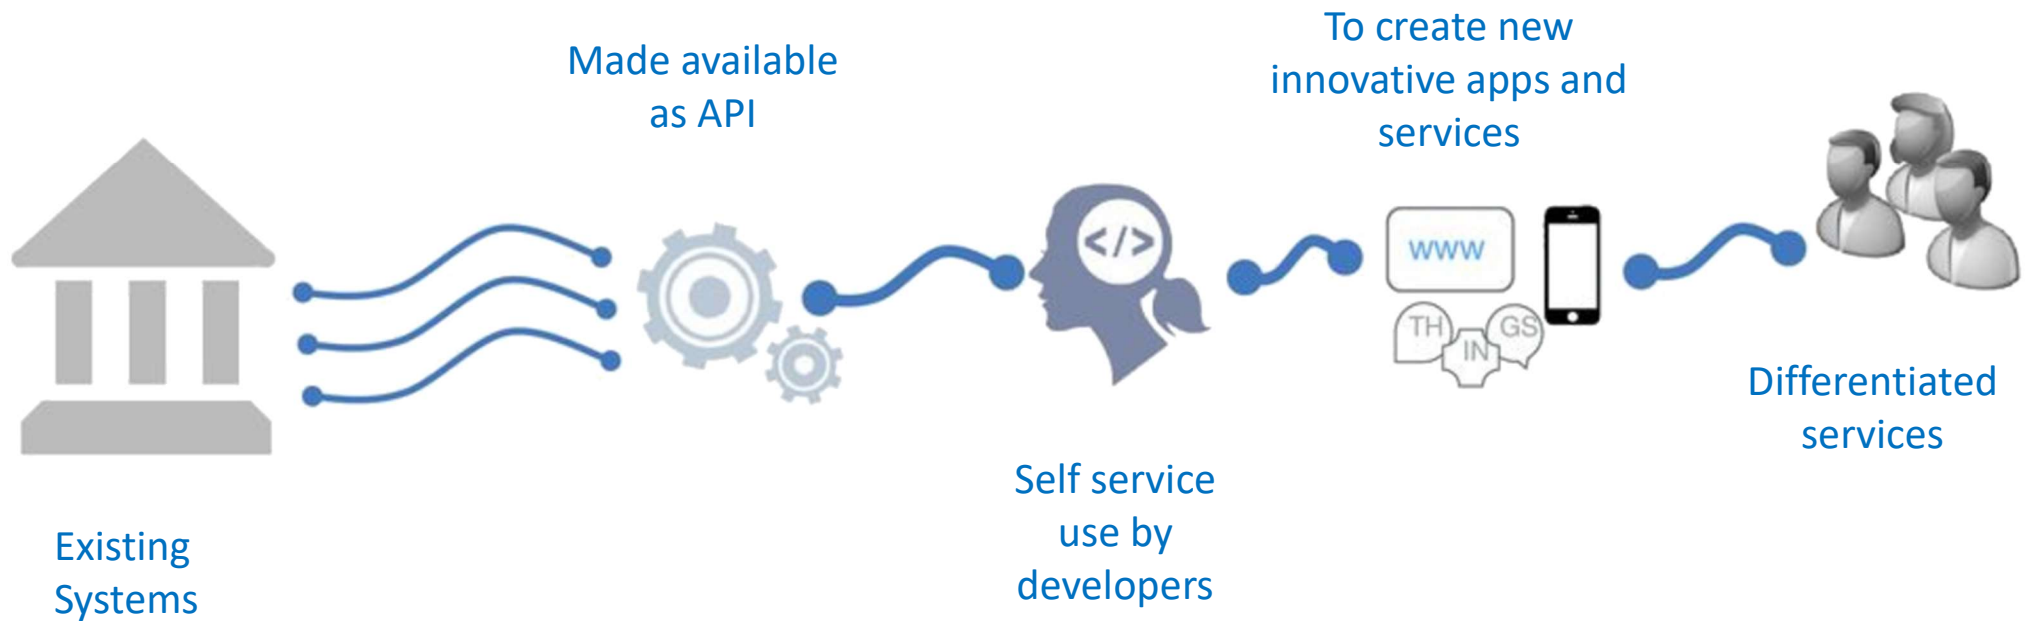 Existing
Systems
Made available
as API
</>
Self service
use by
developers
To create new
innovative apps and
services
www
TH
IN
GS
Differentiated
services